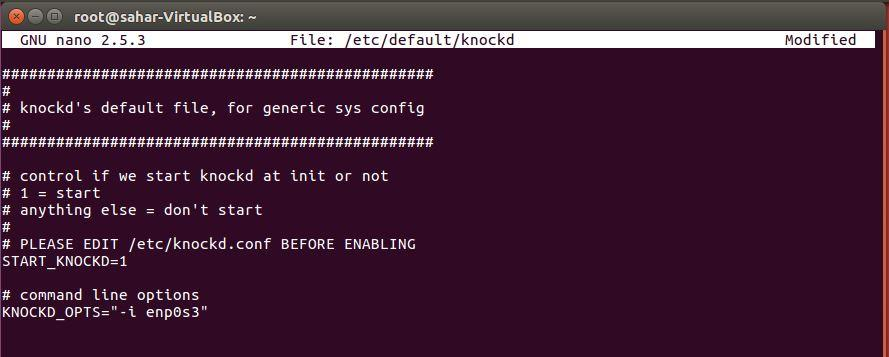 root@sahar-VirtualBox: ~
GNU nano 2.5.3 File: /etc/default/knockd Modified
################################################
#
# knockd's default file, for generic sys config
#
################################################
# control if we start knockd at init or not
# 1 = start
# anything else = don't start
#
# PLEASE EDIT /etc/knockd.conf BEFORE ENABLING
START_KNOCKD=1
# command line options
KNOCKD_OPTS="-i enp0s3"